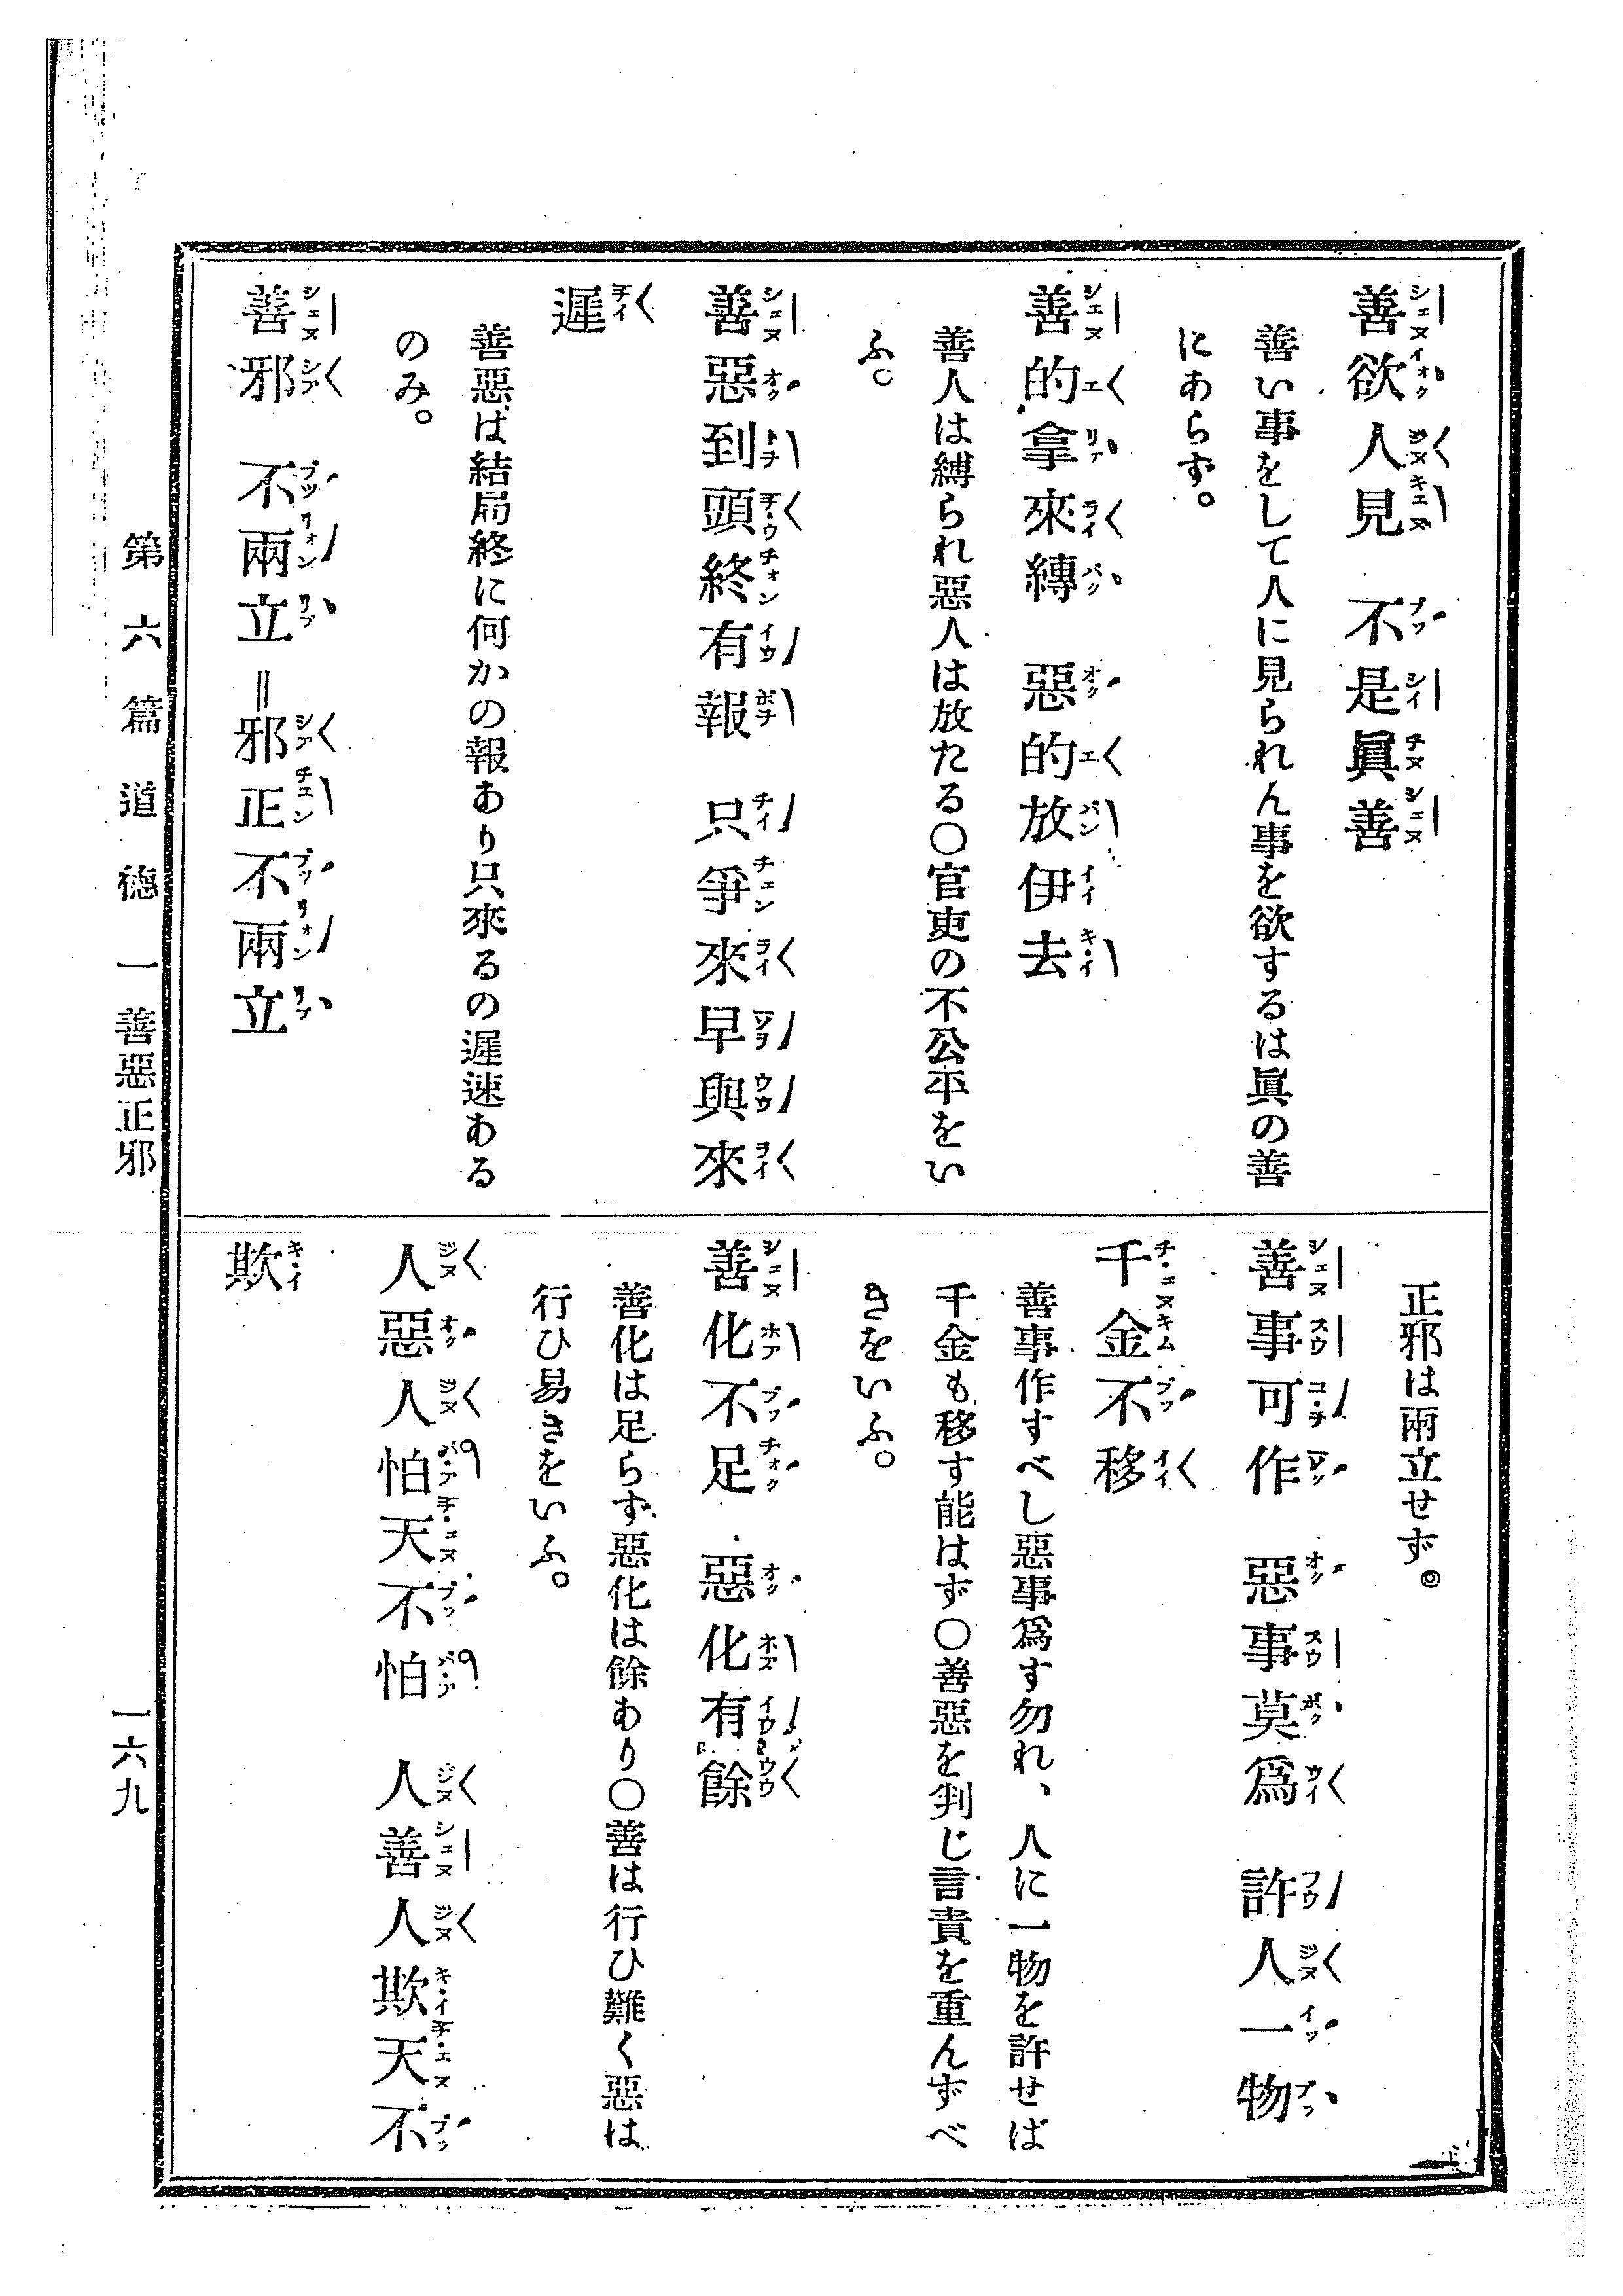 善欲人見　不是眞善
善い事をして人に見られん事を欲するは眞の善
にあらず。
善的拿來縛　惡的放伊去
善人は縛られ惡人は放たる〇官吏の不公平をい
ふ。
善惡到頭終有報　只爭來早與來
遲
善惡は結局終に何かの報あり只來るの遲速ある
のみ。
善邪　不兩立＝邪正不兩立
正邪は兩立せず。
善事可作　惡事莫爲　許人一物
千金不移
善事作すべし惡事爲す勿れ、人に一物を許せば
千金も移す能はず〇善惡を判じ言責を重んずべ
きをいふ。
善化不足　惡化有餘
善化は足らず惡化は餘あり〇善は行ひ難く惡は
行ひ易きをいふ。
人惡人怕天不怕　人善人欺天不
欺
第六篇　道德　一　善惡正邪
一六九